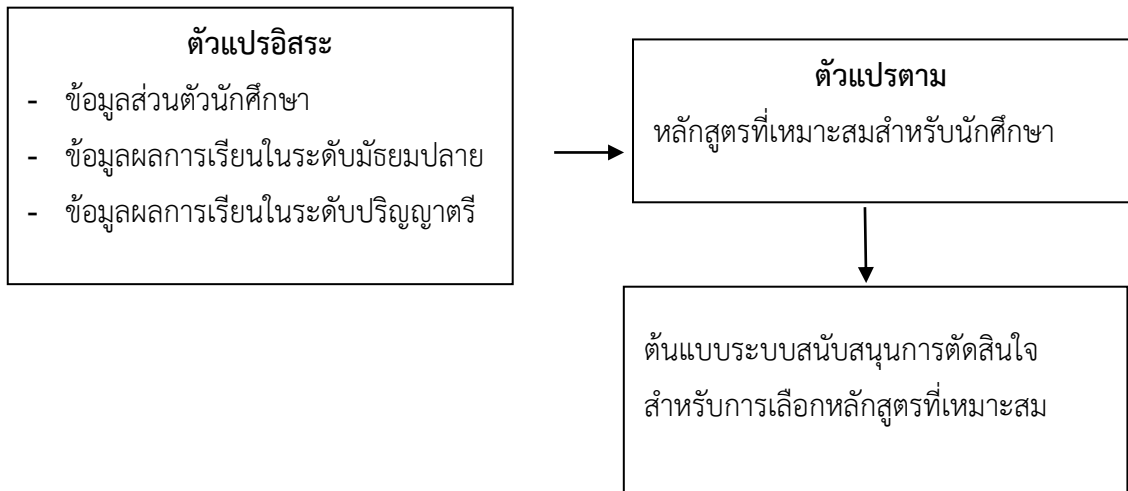 ตัวแปรอิสระ
- ข้อมูลส่วนตัวนักศึกษา
- ข้อมูลผลการเรียนในระดับมัธยมปลาย
- ข้อมูลผลการเรียนในระดับปริญญาตรี
ตัวแปรตาม
หลักสูตรที่เหมาะสมสำหรับนักศึกษา
ต้นแบบระบบสนับสนุนการตัดสินใจ
สำหรับการเลือกหลักสูตรที่เหมาะสม